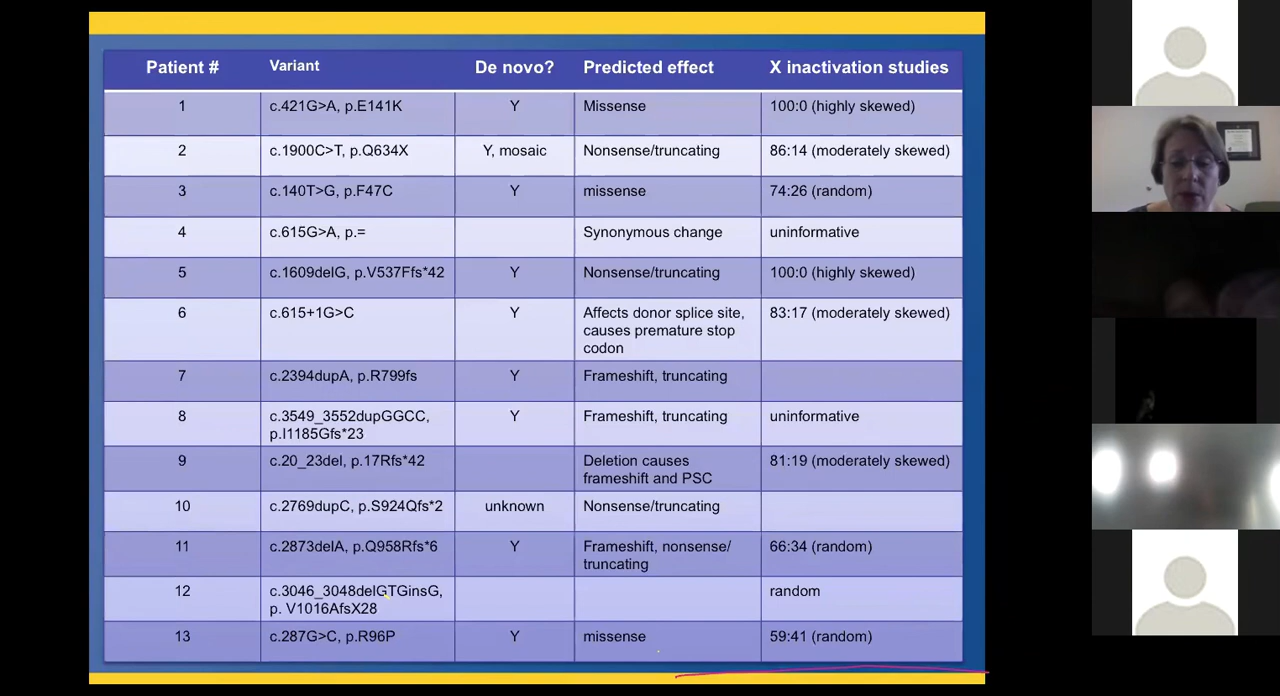 Patient # Variant De novo? Predicted effect X inactivation studies
1 c.421G>A, p.E141K Y Missense 100:0 (highly skewed)
2 c.1900C>T, p.Q634X Y, mosaic Nonsense/truncating 86:14 (moderately skewed)
3 c.140T>G, p.F47C Y missense 74:26 (random)
4 c.615G>A, p.= Synonymous change uninformative
5 c.1609delG, p.V537Ffs*42 Y Nonsense/truncating 100:0 (highly skewed)
6 c.615+1G>C Y Affects donor splice site, 83:17 (moderately skewed)
causes premature stop
codon
7 c.2394dupA, p.R799fs Y Frameshift, truncating
8 c.3549_3552dupGGCC, Y Frameshift, truncating uninformative
p.I1185Gfs*23
9 c.20_23del, p.17Rfs*42 Deletion causes 81:19 (moderately skewed)
frameshift and PSC
10 c.2769dupC, p.S924Qfs*2 unknown Nonsense/truncating
11 c.2873delA, p.Q958Rfs*6 Y Frameshift, nonsense/ 66:34 (random)
truncating
12 c.3046_3048delGTGinsG, random
p. V1016AfsX28
13 c.287G>C, p.R96P Y missense 59:41 (random)